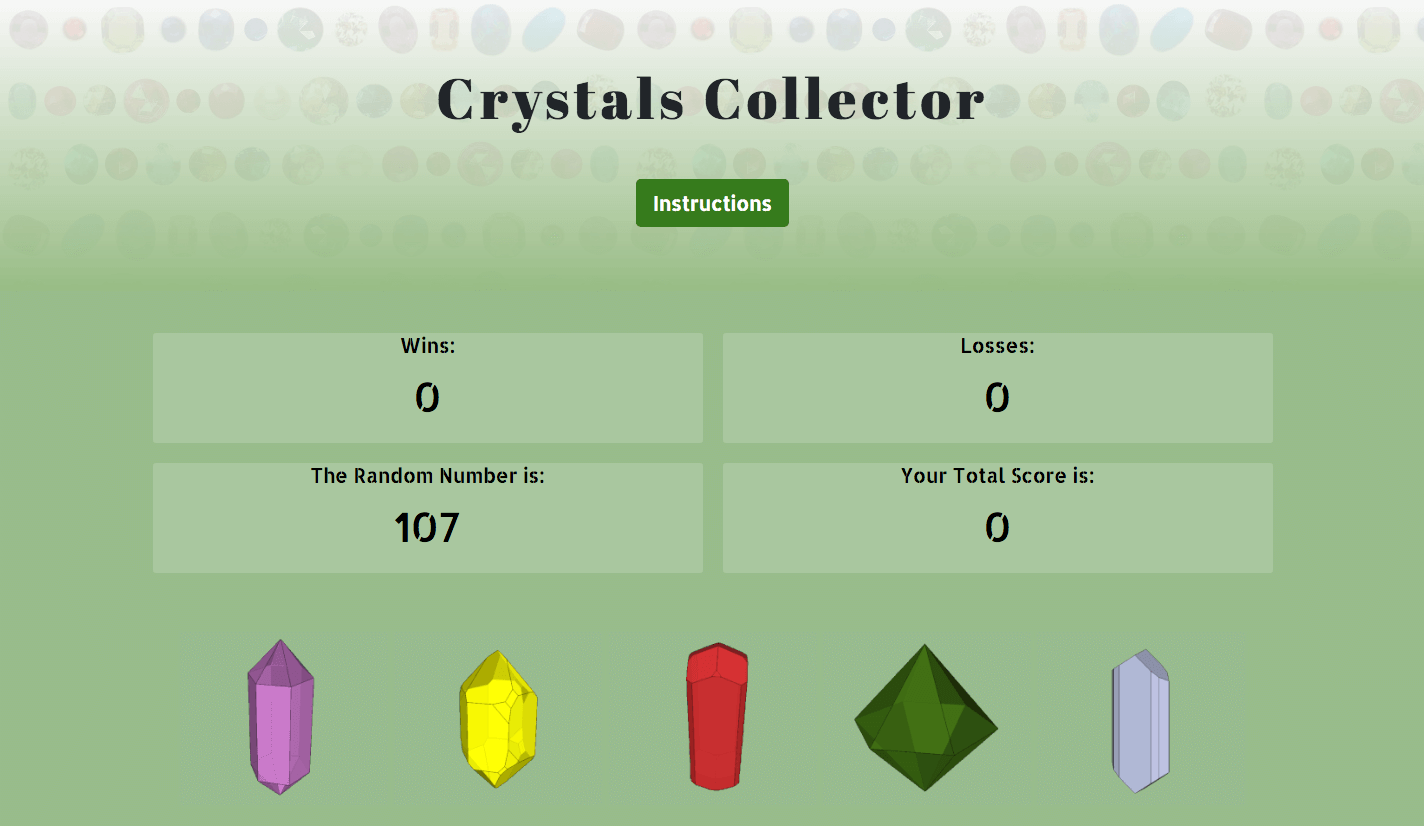 Crystals Collector
Instructions
Wins:
0
Losses:
0
The Random Number is:
107
Your Total Score is:
0